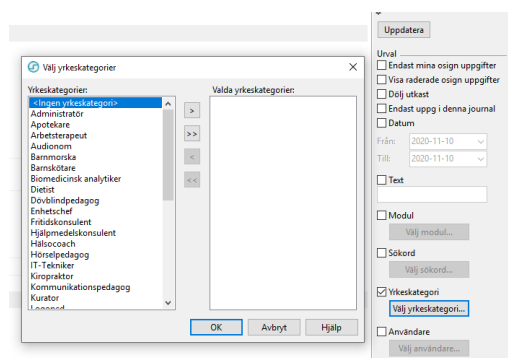 Uppdatera
Urval
Endast mina osign uppgifter
Visa raderade osign uppgifter
Dölj utkast
Endast uppg i denna journal
Datum
Från: 2020-11-10
Till: 2020-11-10
Text
Modul
Välj modul...
Sökord
Välj sökord...
Yrkeskategori
Välj yrkeskategori...
Användare
Välj användare...
Välj yrkeskategorier
Yrkeskategorier:
Valda yrkeskategorier:
<Ingen yrkeskategori>
Administratör
Apotekare
Arbetsterapeut
Audionom
Barnmorska
Barnskötare
Biomedicinsk analytiker
Dietist
Dövblindpedagog
Enhetschef
Fritidskonsulent
Hjälpmedelskonsulent
Hälsocoach
Hörselpedagog
IT-Tekniker
Kiropraktor
Kommunikationspedagog
Kurator
Logoped
>
>>
<
<<
OK
Avbryt
Hjälp